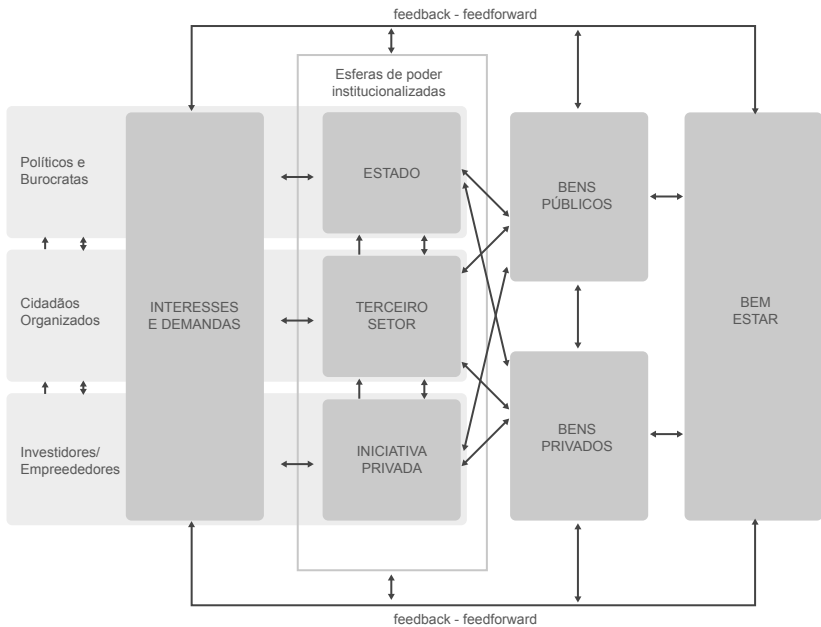 feedback - feedforward
Esferas de poder
institucionalizadas
Políticos e
Burocratas
ESTADO
BENS
PÚBLICOS
Cidadãos
Organizados
INTERESSES
E DEMANDAS
TERCEIRO
SETOR
BEM
ESTAR
Investidores/
Empreededores
INICIATIVA
PRIVADA
BENS
PRIVADOS
feedback - feedforward